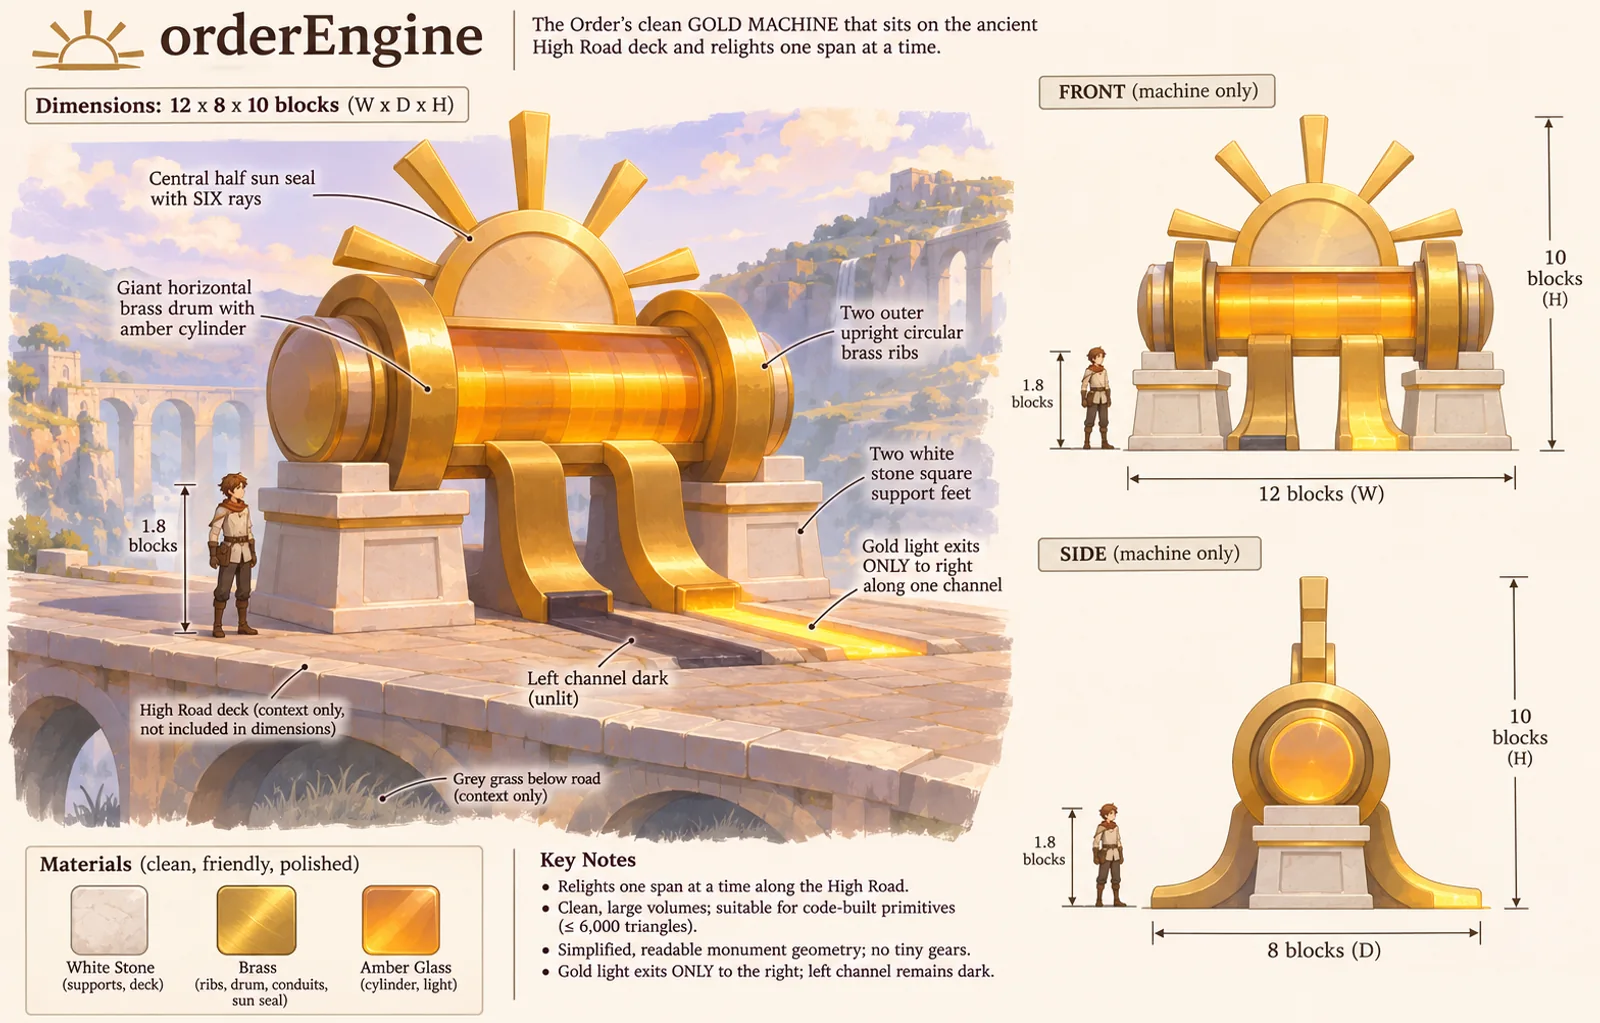 orderEngine
The Order's clean GOLD MACHINE that sits on the ancient
High Road deck and relights one span at a time.
Dimensions: 12 x 8 x 10 blocks (W x D x H)
Central half sun seal
with SIX rays
Giant horizontal
brass drum with
amber cylinder
Two outer
upright circular
brass ribs
Two white
stone square
support feet
1.8
blocks
Gold light exits
ONLY to right
along one channel
Left channel dark
(unlit)
High Road deck (context only,
not included in dimensions)
Grey grass below road
(context only)
FRONT (machine only)
1.8
blocks
10
blocks
(H)
12 blocks (W)
SIDE (machine only)
1.8
blocks
10
blocks
(H)
8 blocks (D)
Materials (clean, friendly, polished)
White Stone
(supports, deck)
Brass
(ribs, drum, conduits,
sun seal)
Amber Glass
(cylinder, light)
Key Notes
• Relights one span at a time along the High Road.
• Clean, large volumes; suitable for code-built primitives
(≤ 6,000 triangles).
• Simplified, readable monument geometry; no tiny gears.
• Gold light exits ONLY to the right; left channel remains dark.